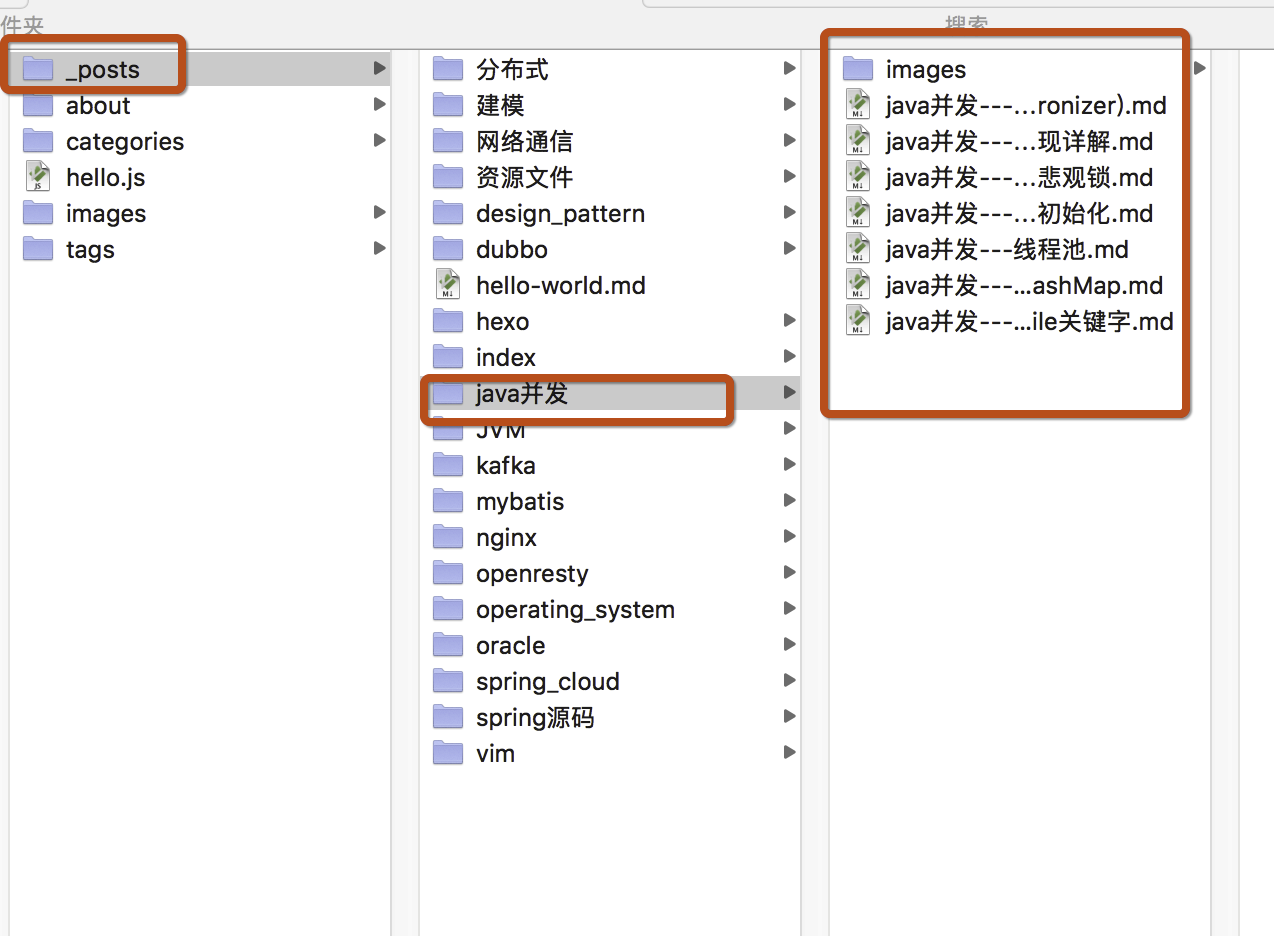 件夹
搜索
_posts
about
categories
hello.js
images
tags
分布式
建模
网络通信
资源文件
design_pattern
dubbo
hello-world.md
hexo
index
java并发
JVM
kafka
mybatis
nginx
openresty
operating_system
oracle
spring_cloud
spring源码
vim
images
java并发---...ronizer).md
java并发---...现详解.md
java并发---...悲观锁.md
java并发---...初始化.md
java并发---线程池.md
java并发---...ashMap.md
java并发---...ile关键字.md